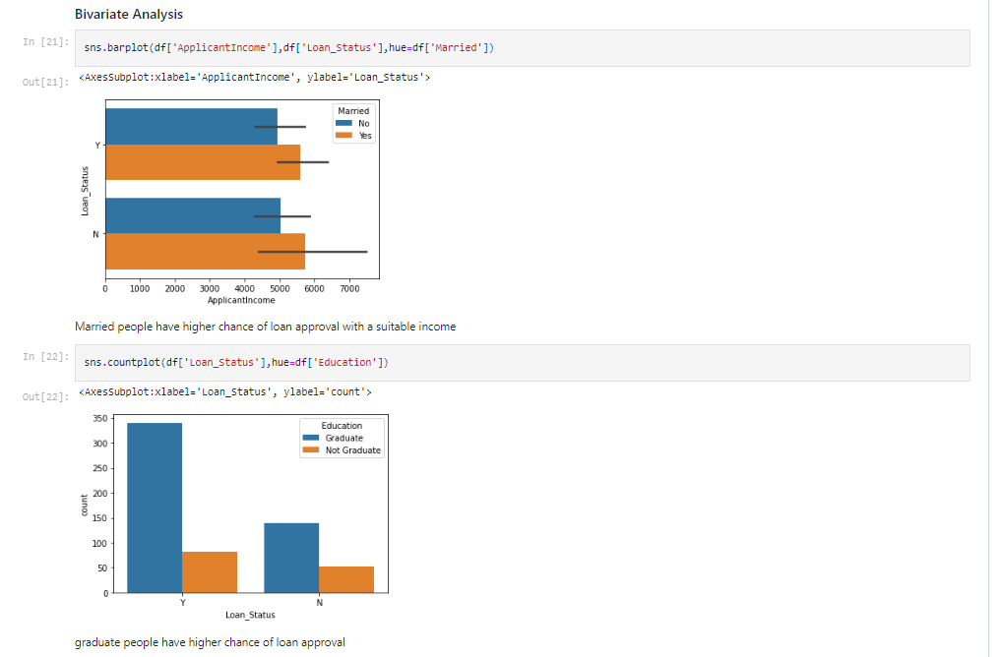 Bivariate Analysis
In [21]:
sns.barplot(df['ApplicantIncome'],df['Loan_Status'],hue=df['Married'])
Out[21]:
<AxesSubplot:xlabel='ApplicantIncome', ylabel='Loan_Status'>
Married
No
Yes
Y
N
Loan_Status
0 1000 2000 3000 4000 5000 6000 7000
ApplicantIncome
Married people have higher chance of loan approval with a suitable income
In [22]:
sns.countplot(df['Loan_Status'],hue=df['Education'])
Out[22]:
<AxesSubplot:xlabel='Loan_Status', ylabel='count'>
Education
Graduate
Not Graduate
350
300
250
200
150
100
50
0
count
Y N
Loan_Status
graduate people have higher chance of loan approval